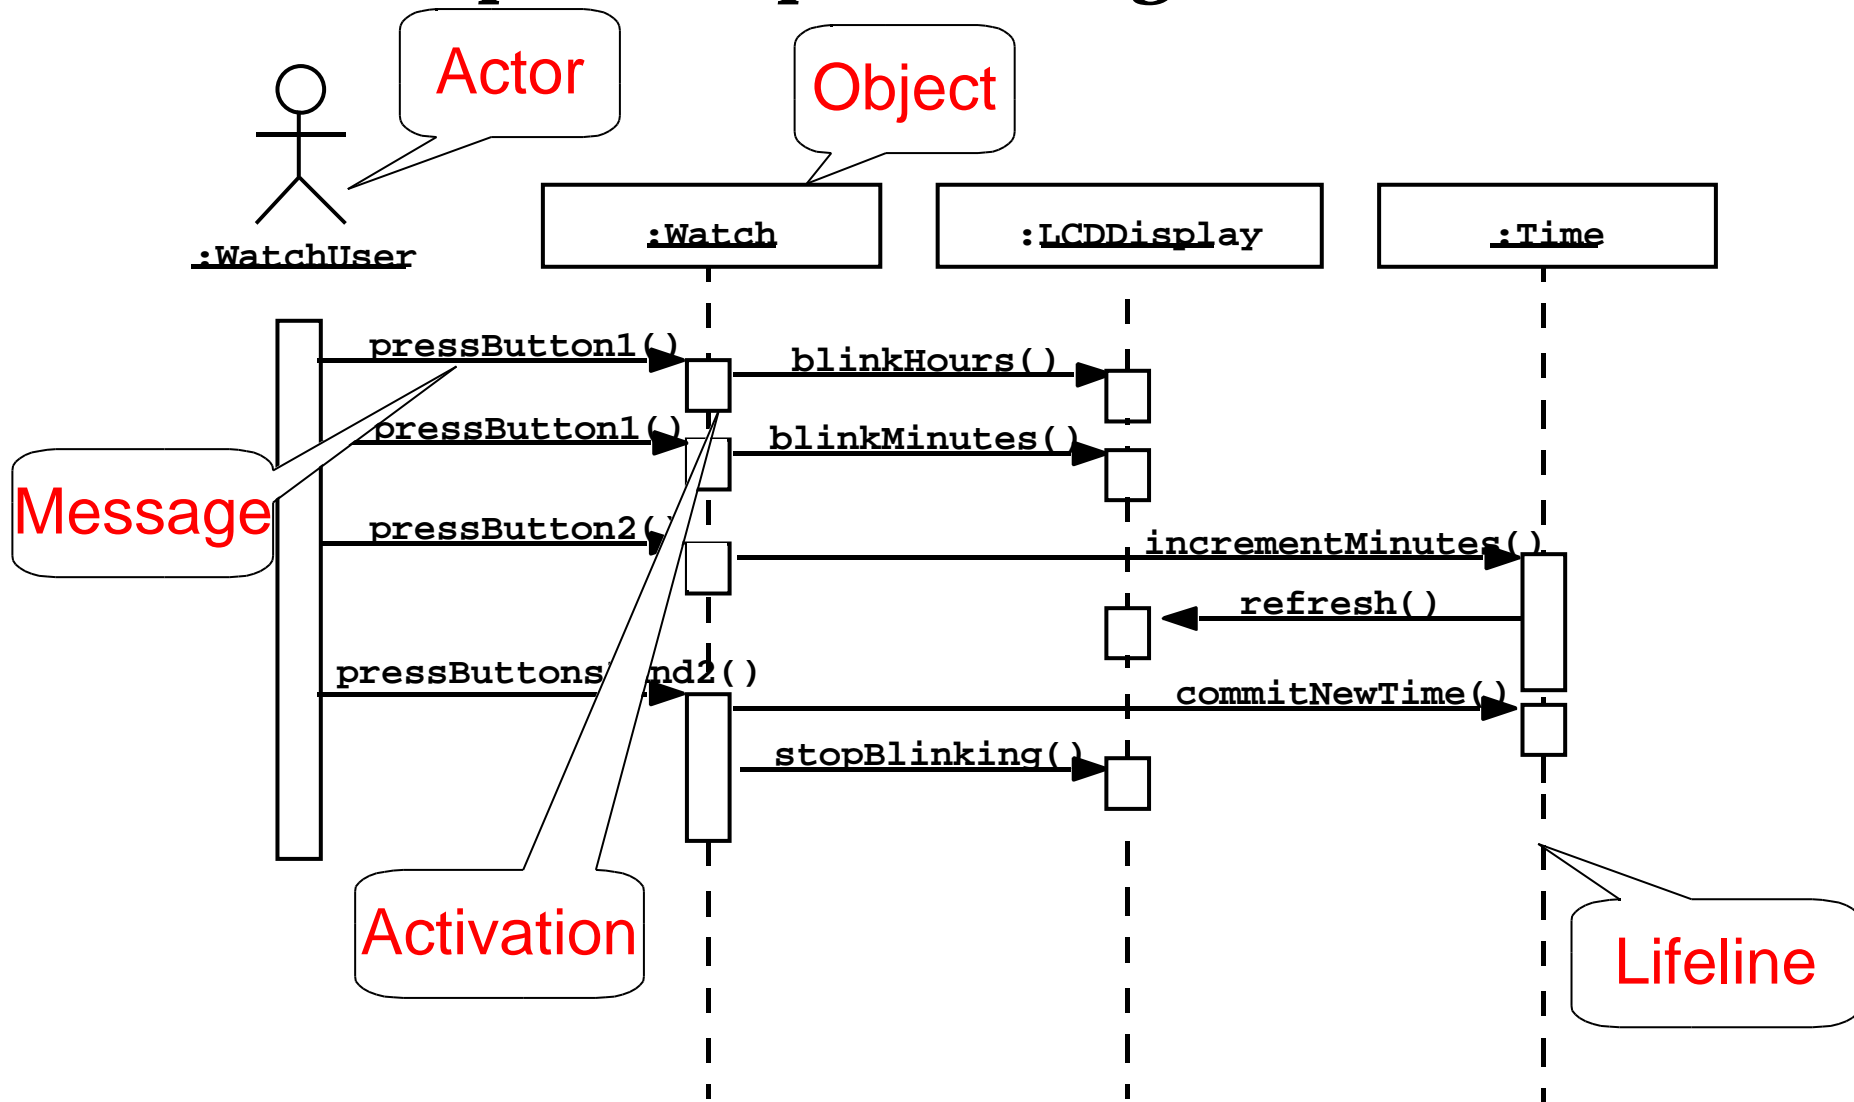 Actor
Object
:WatchUser
:Watch
:LCDDisplay
:Time
pressButton1()
blinkHours()
pressButton1()
blinkMinutes()
Message
pressButton2()
incrementMinutes()
refresh()
commitNewTime()
stopBlinking()
Activation
Lifeline